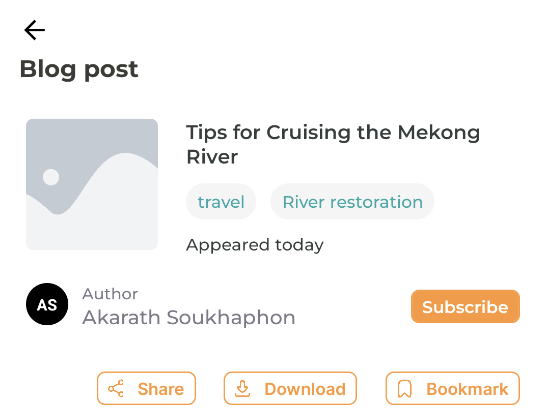 Blog post
Tips for Cruising the Mekong
River
travel
River restoration
Appeared today
AS
Author
Akarath Soukhaphon
Subscribe
Share
Download
Bookmark